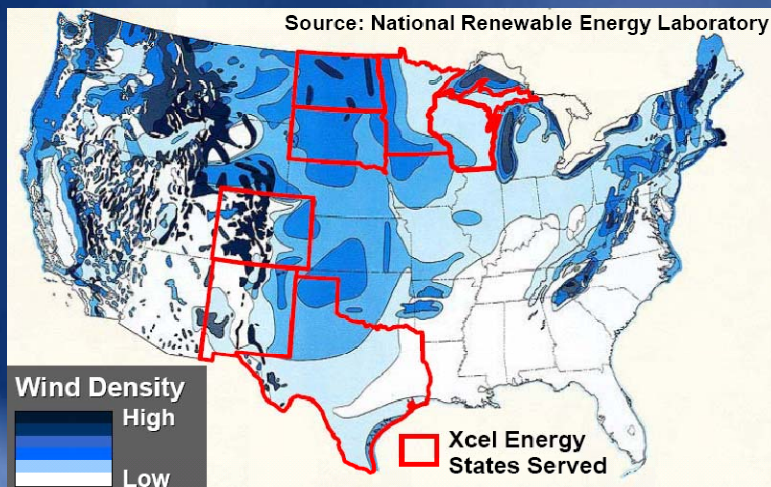 Source: National Renewable Energy Laboratory
Wind Density
High
Low
Xcel Energy
States Served